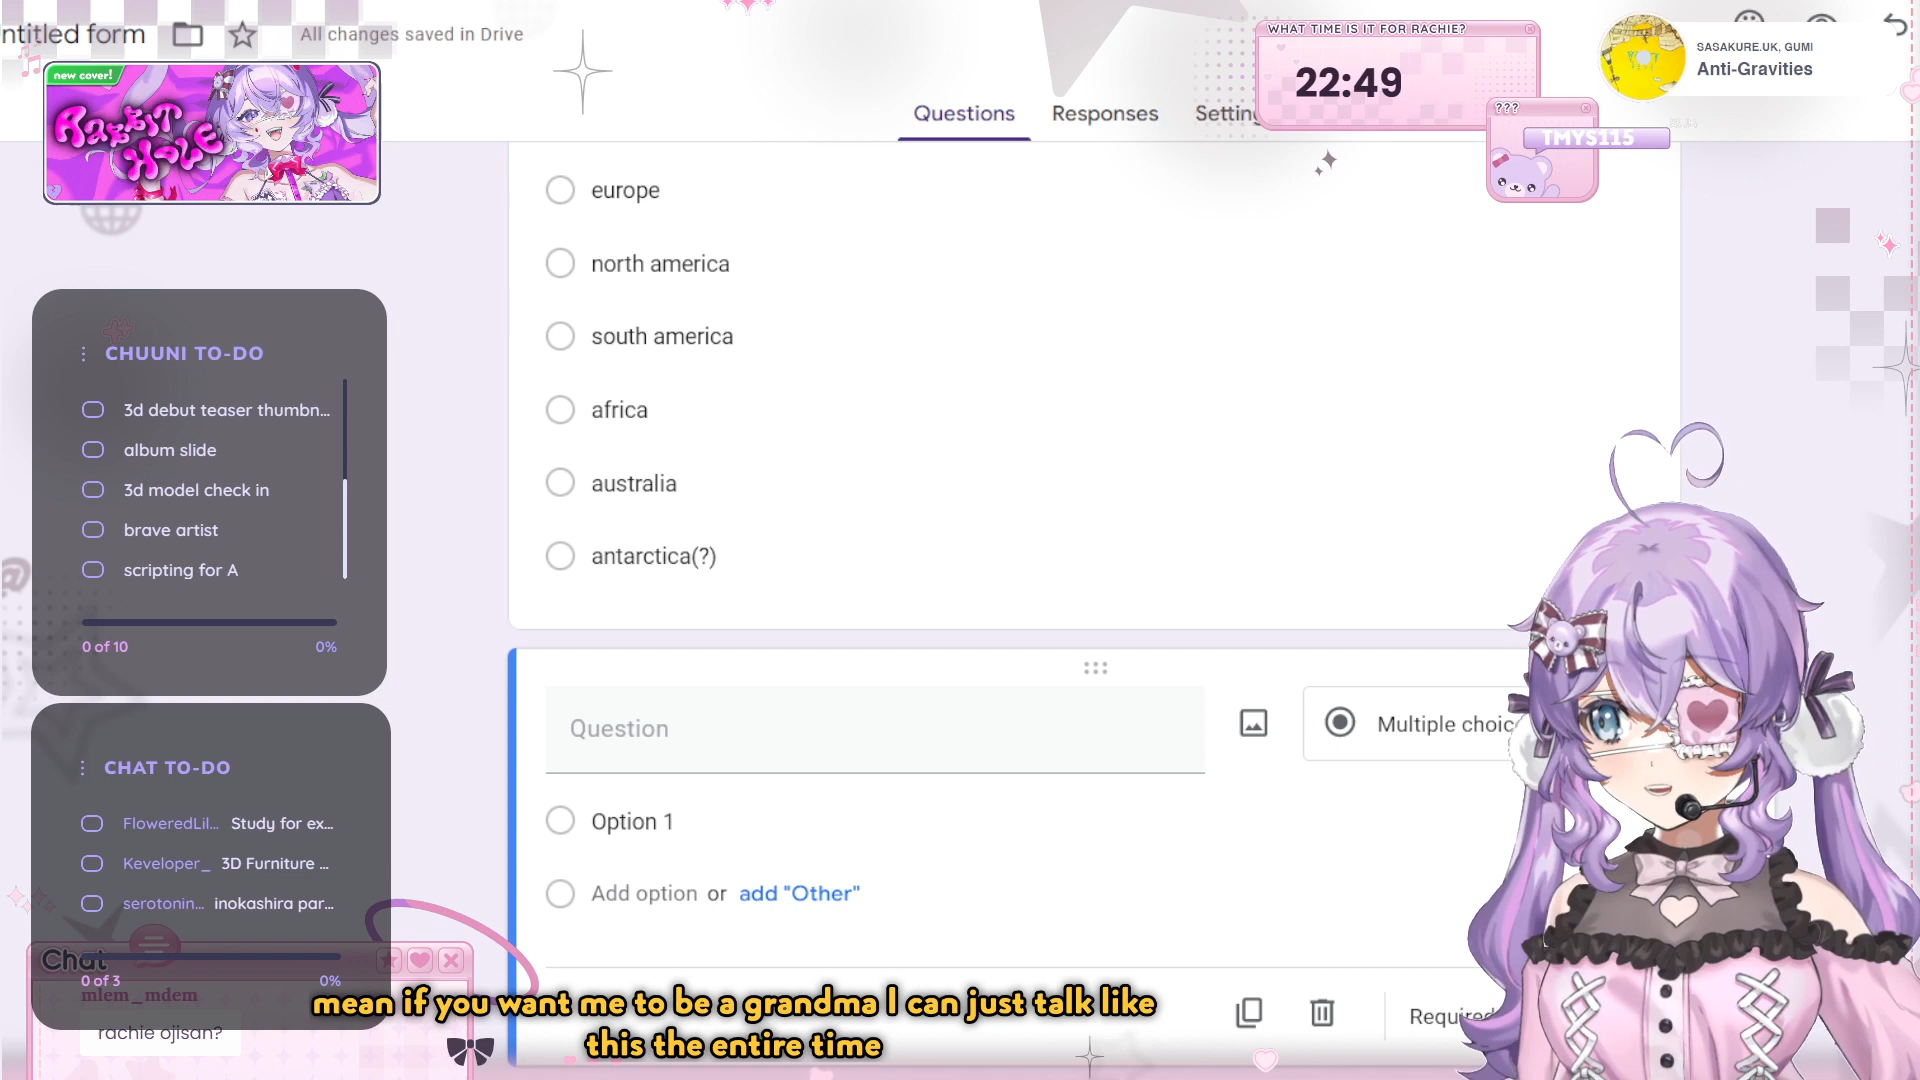 ntitled form
All changes saved in Drive
new cover!
RABBIT
HOLE
Questions
Responses
Setting
WHAT TIME IS IT FOR RACHIE?
22:49
???
TMYS115
SASAKURE.UK, GUMI
Anti-Gravities
europe
north america
south america
africa
australia
antarctica(?)
CHUUNI TO-DO
3d debut teaser thumbn...
album slide
3d model check in
brave artist
scripting for A
0 of 10
0%
CHAT TO-DO
FloweredLil... Study for ex...
Keveloper_ 3D Furniture ...
serotonin... inokashira par...
0 of 3
0%
Chat
mlem_mdem
rachie ojisan?
Question
Multiple choic
Option 1
Add option or add "Other"
Required
mean if you want me to be a grandma I can just talk like
this the entire time